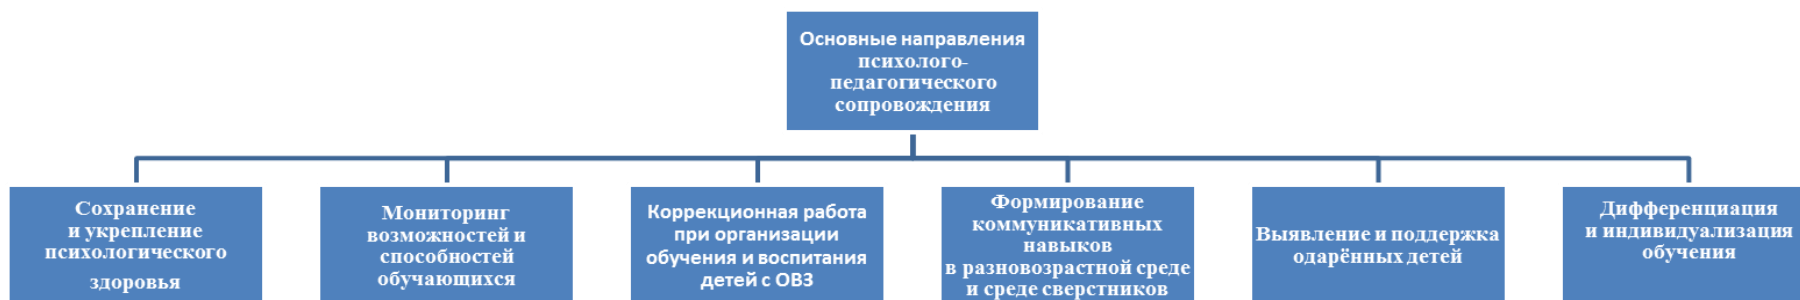 Основные направления
психолого-
педагогического
сопровождения
Сохранение
и укрепление
психологического
здоровья
Мониторинг
возможностей и
способностей
обучающихся
Коррекционная работа
при организации
обучения и воспитания
детей с ОВЗ
Формирование
коммуникативных
навыков
в разновозрастной среде
и среде сверстников
Выявление и поддержка
одарённых детей
Дифференциация
и индивидуализация
обучения